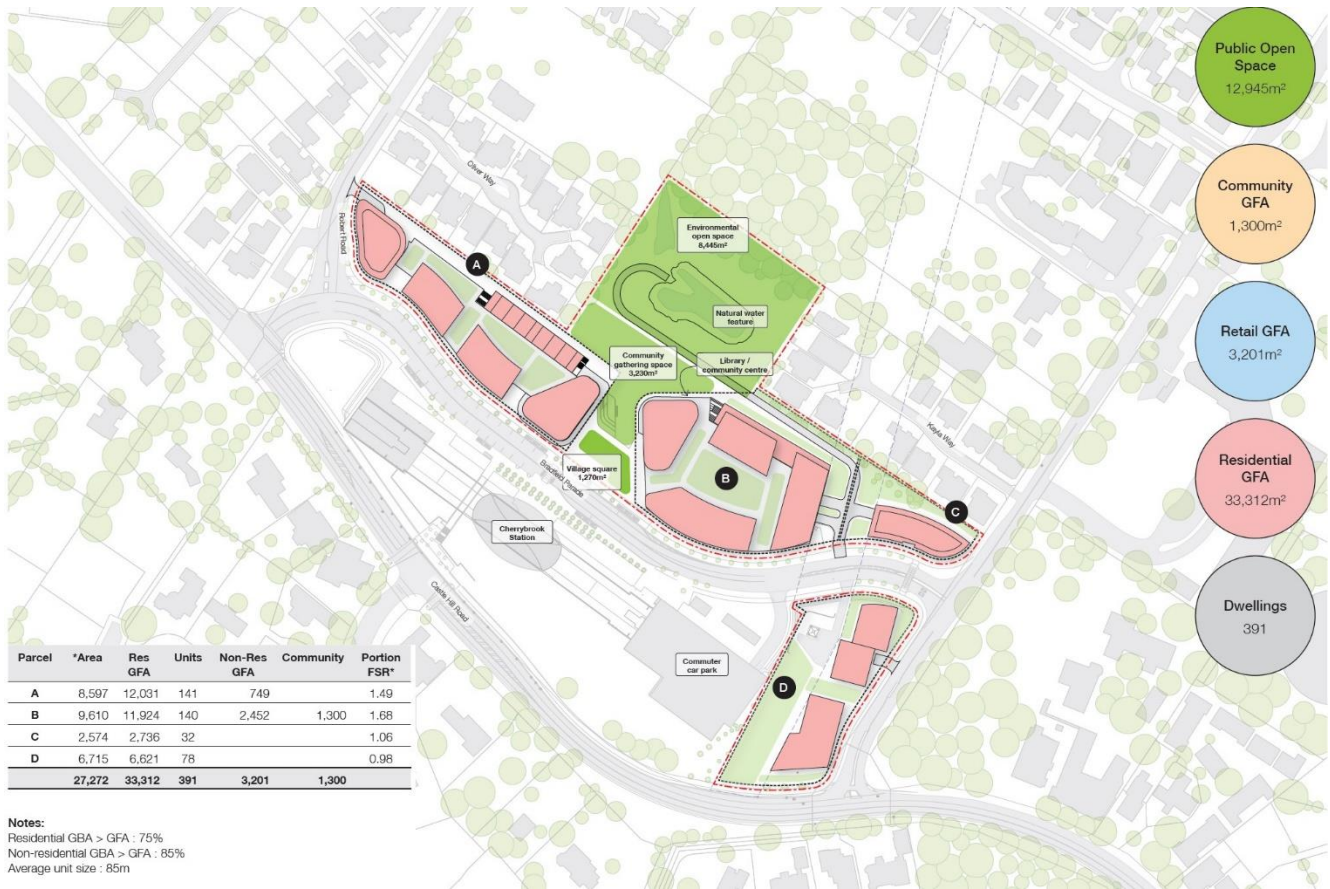 Public Open
Space
12,945m²
Community
GFA
1,300m²
Retail GFA
3,201m²
Residential
GFA
33,312m²
Dwellings
391
Oliver Way
Robert Road
A
Environmental
open space
8,445m²
Natural water
feature
Community
gathering space
3,230m²
Library /
community centre
Kayla Way
Village square
1,270m²
Bradfield Parade
B
C
Cherrybrook
Station
Castle Hill Road
Commuter
car park
D
Parcel *Area Res GFA Units Non-Res GFA Community Portion FSR*
A 8,597 12,031 141 749 1.49
B 9,610 11,924 140 2,452 1,300 1.68
C 2,574 2,736 32 1.06
D 6,715 6,621 78 0.98
27,272 33,312 391 3,201 1,300
Notes:
Residential GBA > GFA : 75%
Non-residential GBA > GFA : 85%
Average unit size : 85m